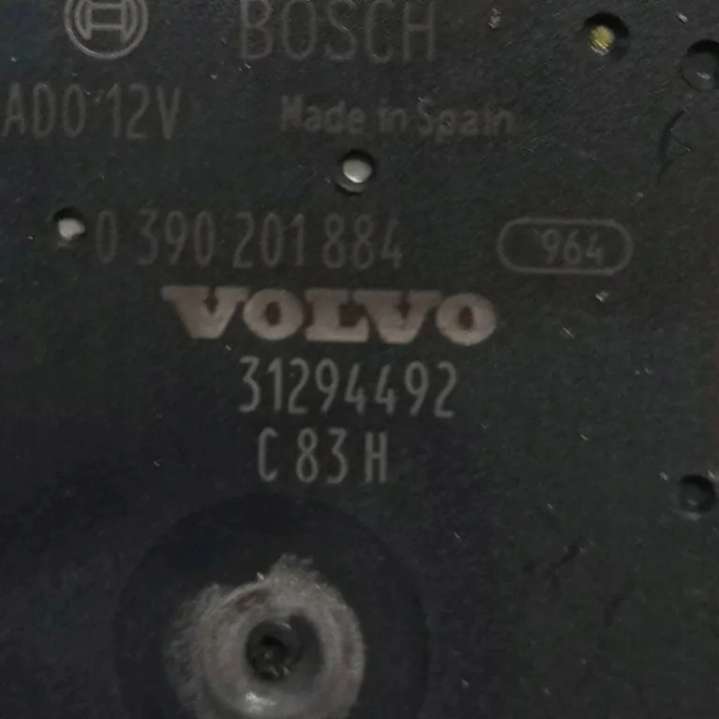 BOSCH
ADO 12V Made in Spain
0 390 201 884 964
VOLVO
31294492
C 83 H